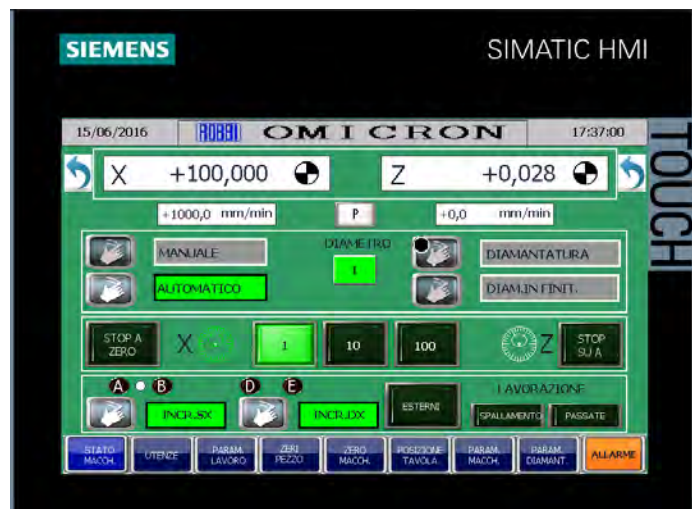 SIEMENS
SIMATIC HMI
TOUCH
15/06/2016 ROBBI OMICRON 17:37:00
X +100,000 Z +0,028
+1000,0 mm/min P +0,0 mm/min
MANUALE DIAMETRO DIAMANTATURA
1
AUTOMATICO DIAM.IN FINIT.
STOP A ZERO X 1 10 100 Z STOP SU A
A B D E LAVORAZIONE
INCR.SX INCR.DX ESTERNI SPALLAMENTO PASSATE
STATO MACCH. UTENZE PARAM. LAVORO ZERI PEZZO ZERO MACCH. POSIZIONE TAVOLA PARAM. MACCH. PARAM. DIAMANT. ALLARME